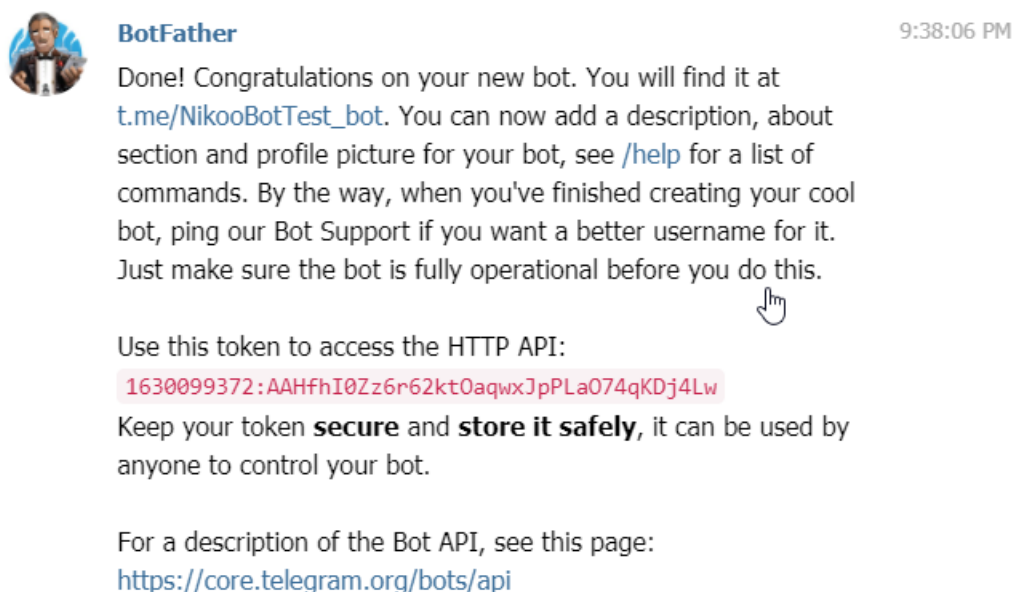 BotFather
9:38:06 PM
Done! Congratulations on your new bot. You will find it at
t.me/NikooBotTest_bot. You can now add a description, about
section and profile picture for your bot, see /help for a list of
commands. By the way, when you've finished creating your cool
bot, ping our Bot Support if you want a better username for it.
Just make sure the bot is fully operational before you do this.
Use this token to access the HTTP API:
1630099372:AAHfhI0Zz6r62ktOaqwxJpPLaO74qKDj4Lw
Keep your token secure and store it safely, it can be used by
anyone to control your bot.
For a description of the Bot API, see this page:
https://core.telegram.org/bots/api